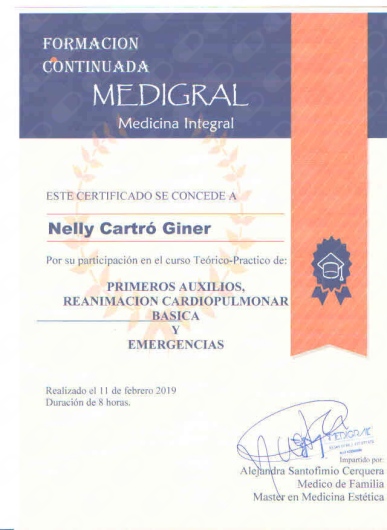 FORMACION
CONTINUADA
MEDIGRAL
Medicina Integral
ESTE CERTIFICADO SE CONCEDE A
Nelly Cartró Giner
Por su participación en el curso Teórico-Practico de:
PRIMEROS AUXILIOS,
REANIMACION CARDIOPULMONAR
BASICA
Y
EMERGENCIAS
Realizado el 11 de febrero 2019
Duración de 8 horas.
MEDIGRAL
Impartido por:
Alejandra Santofimio Cerquera
Medico de Familia
Master en Medicina Estética